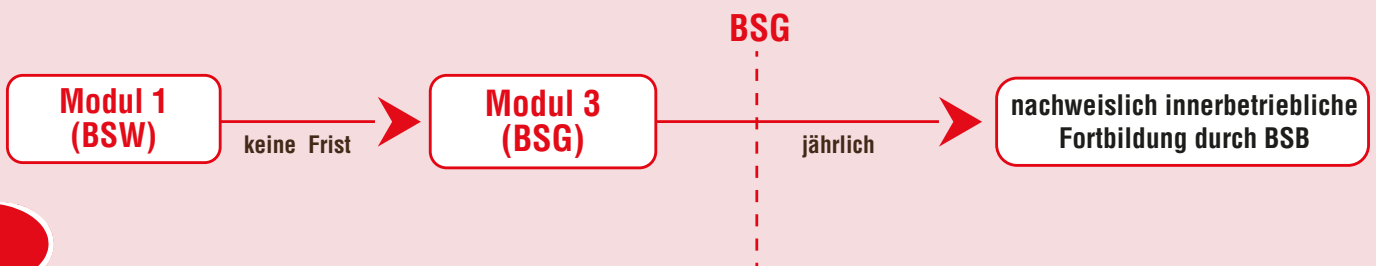 BSG
Modul 1
(BSW)
keine Frist
Modul 3
(BSG)
jährlich
nachweislich innerbetriebliche
Fortbildung durch BSB